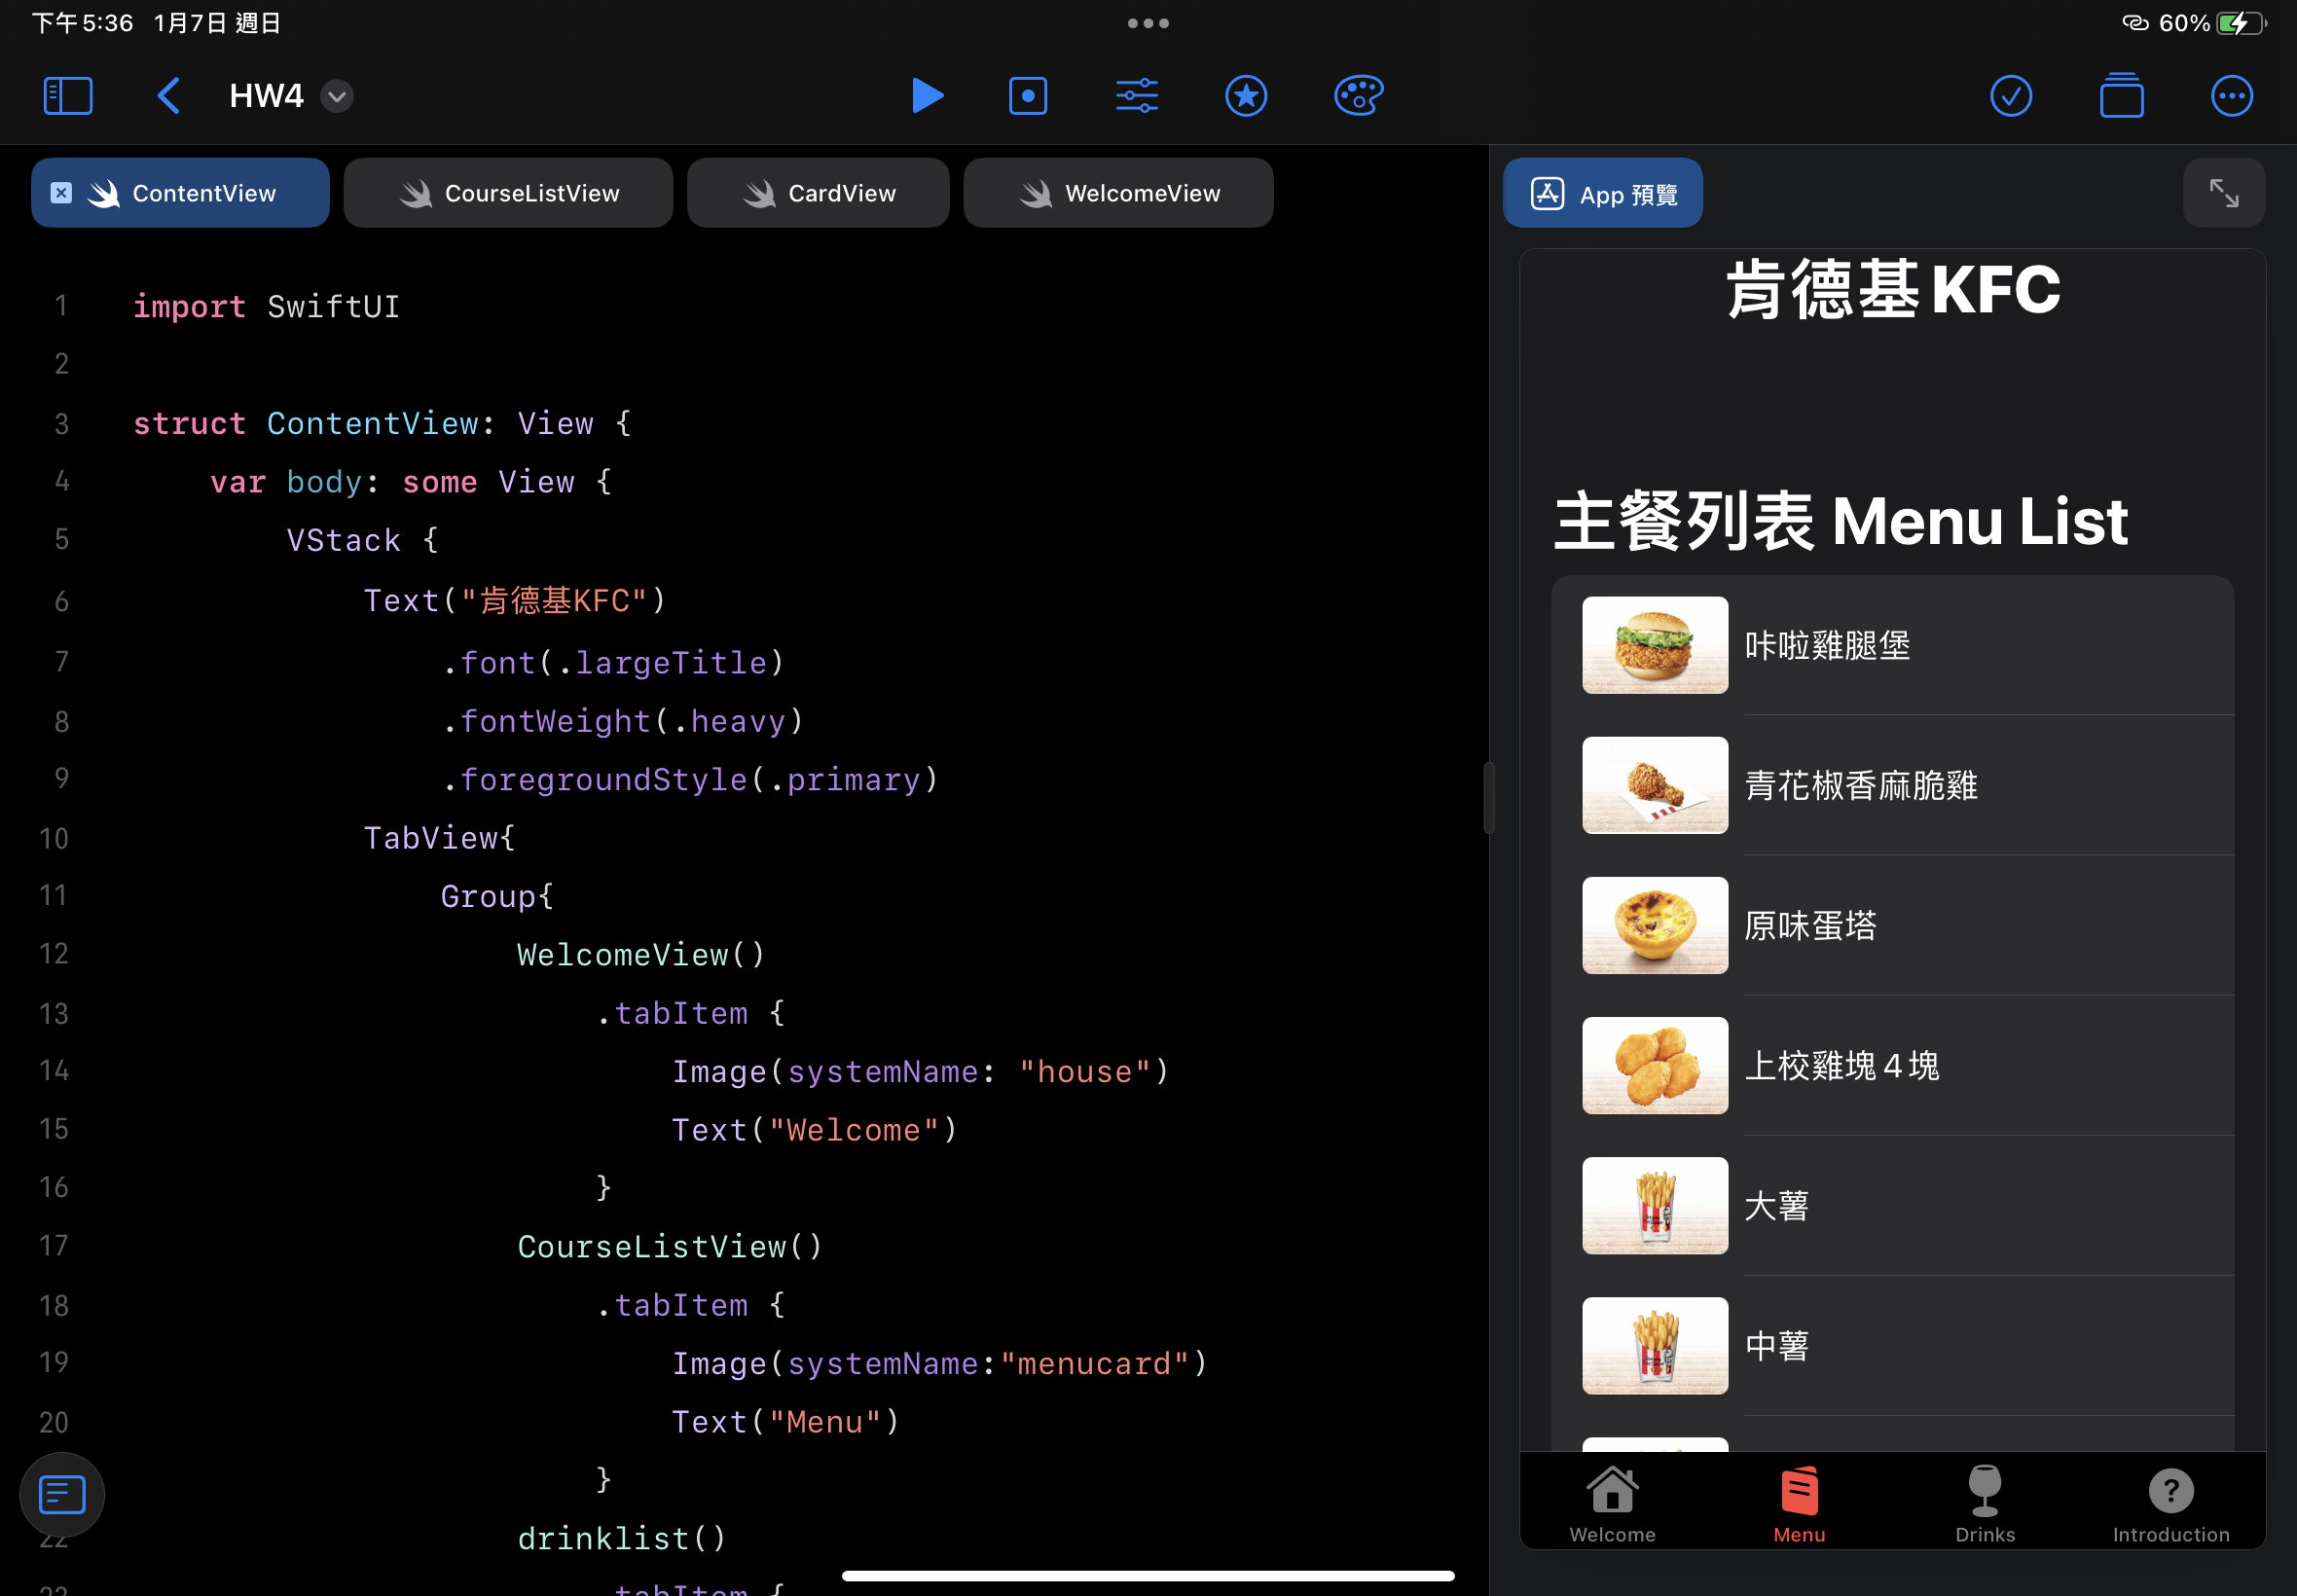 下午5:36 1月7日 週日
60%
HW4
ContentView
CourseListView
CardView
WelcomeView
1 import SwiftUI
2
3 struct ContentView: View {
4 var body: some View {
5 VStack {
6 Text("肯德基KFC")
7 .font(.largeTitle)
8 .fontWeight(.heavy)
9 .foregroundStyle(.primary)
10 TabView{
11 Group{
12 WelcomeView()
13 .tabItem {
14 Image(systemName: "house")
15 Text("Welcome")
16 }
17 CourseListView()
18 .tabItem {
19 Image(systemName:"menucard")
20 Text("Menu")
}
22 drinklist()
23 .tabItem {
App 預覽
肯德基KFC
主餐列表 Menu List
咔啦雞腿堡
青花椒香麻脆雞
原味蛋塔
上校雞塊4塊
大薯
中薯
Welcome
Menu
Drinks
Introduction